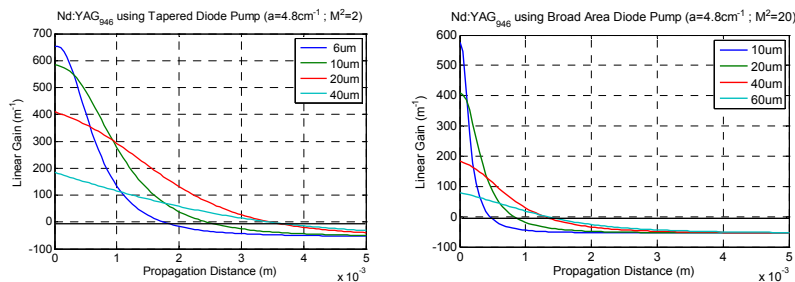 Nd:YAG946 using Tapered Diode Pump (a=4.8cm-1 ; M2=2)
700
600
500
400
300
200
100
0
-100
Linear Gain (m-1)
6um
10um
20um
40um
0 1 2 3 4 5
x 10-3
Propagation Distance (m)
Nd:YAG946 using Broad Area Diode Pump (a=4.8cm-1 ; M2=20)
600
500
400
300
200
100
0
-100
Linear Gain (m-1)
10um
20um
40um
60um
0 1 2 3 4 5
x 10-3
Propagation Distance (m)